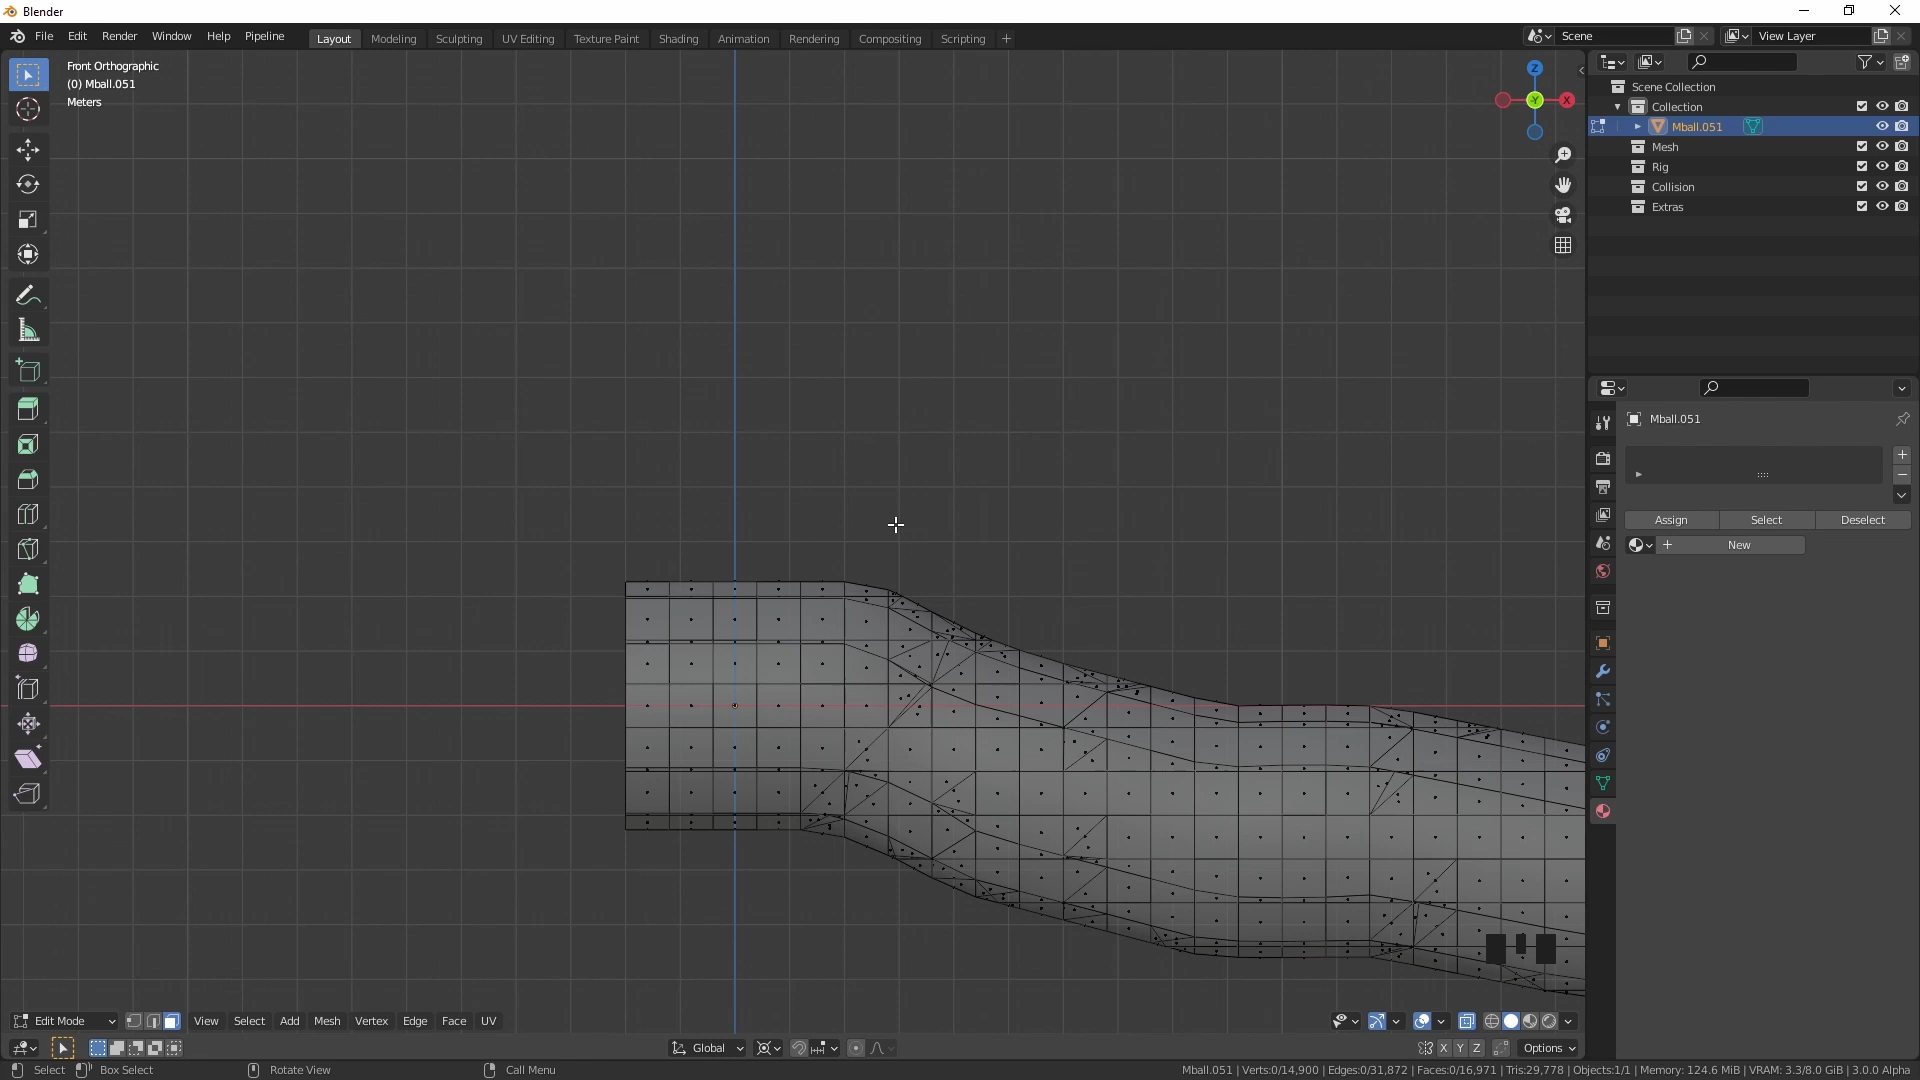 Blender
File Edit Render Window Help Pipeline
Layout Modeling Sculpting UV Editing Texture Paint Shading Animation Rendering Compositing Scripting +
Scene
View Layer
Front Orthographic
(0) Mball.051
Meters
Z
Y
X
Scene Collection
Collection
Mball.051
Mesh
Rig
Collision
Extras
Mball.051
Assign Select Deselect
+ New
Edit Mode
View Select Add Mesh Vertex Edge Face UV
Global
X Y Z
Options
Select Box Select Rotate View Call Menu
Mball.051 | Verts:0/14,900 | Edges:0/31,872 | Faces:0/16,971 | Tris:29,778 | Objects:1/1 | Memory: 124.6 MiB | VRAM: 3.3/8.0 GiB | 3.0.0 Alpha